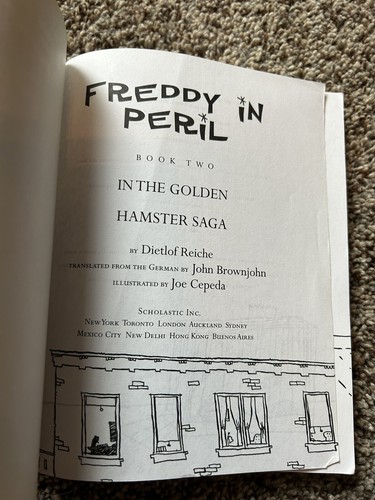 FREDDY IN
PERIL
BOOK TWO
IN THE GOLDEN
HAMSTER SAGA
BY Dietlof Reiche
TRANSLATED FROM THE GERMAN BY John Brownjohn
ILLUSTRATED BY Joe Cepeda
SCHOLASTIC INC.
NEW YORK TORONTO LONDON AUCKLAND SYDNEY
MEXICO CITY NEW DELHI HONG KONG BUENOS AIRES